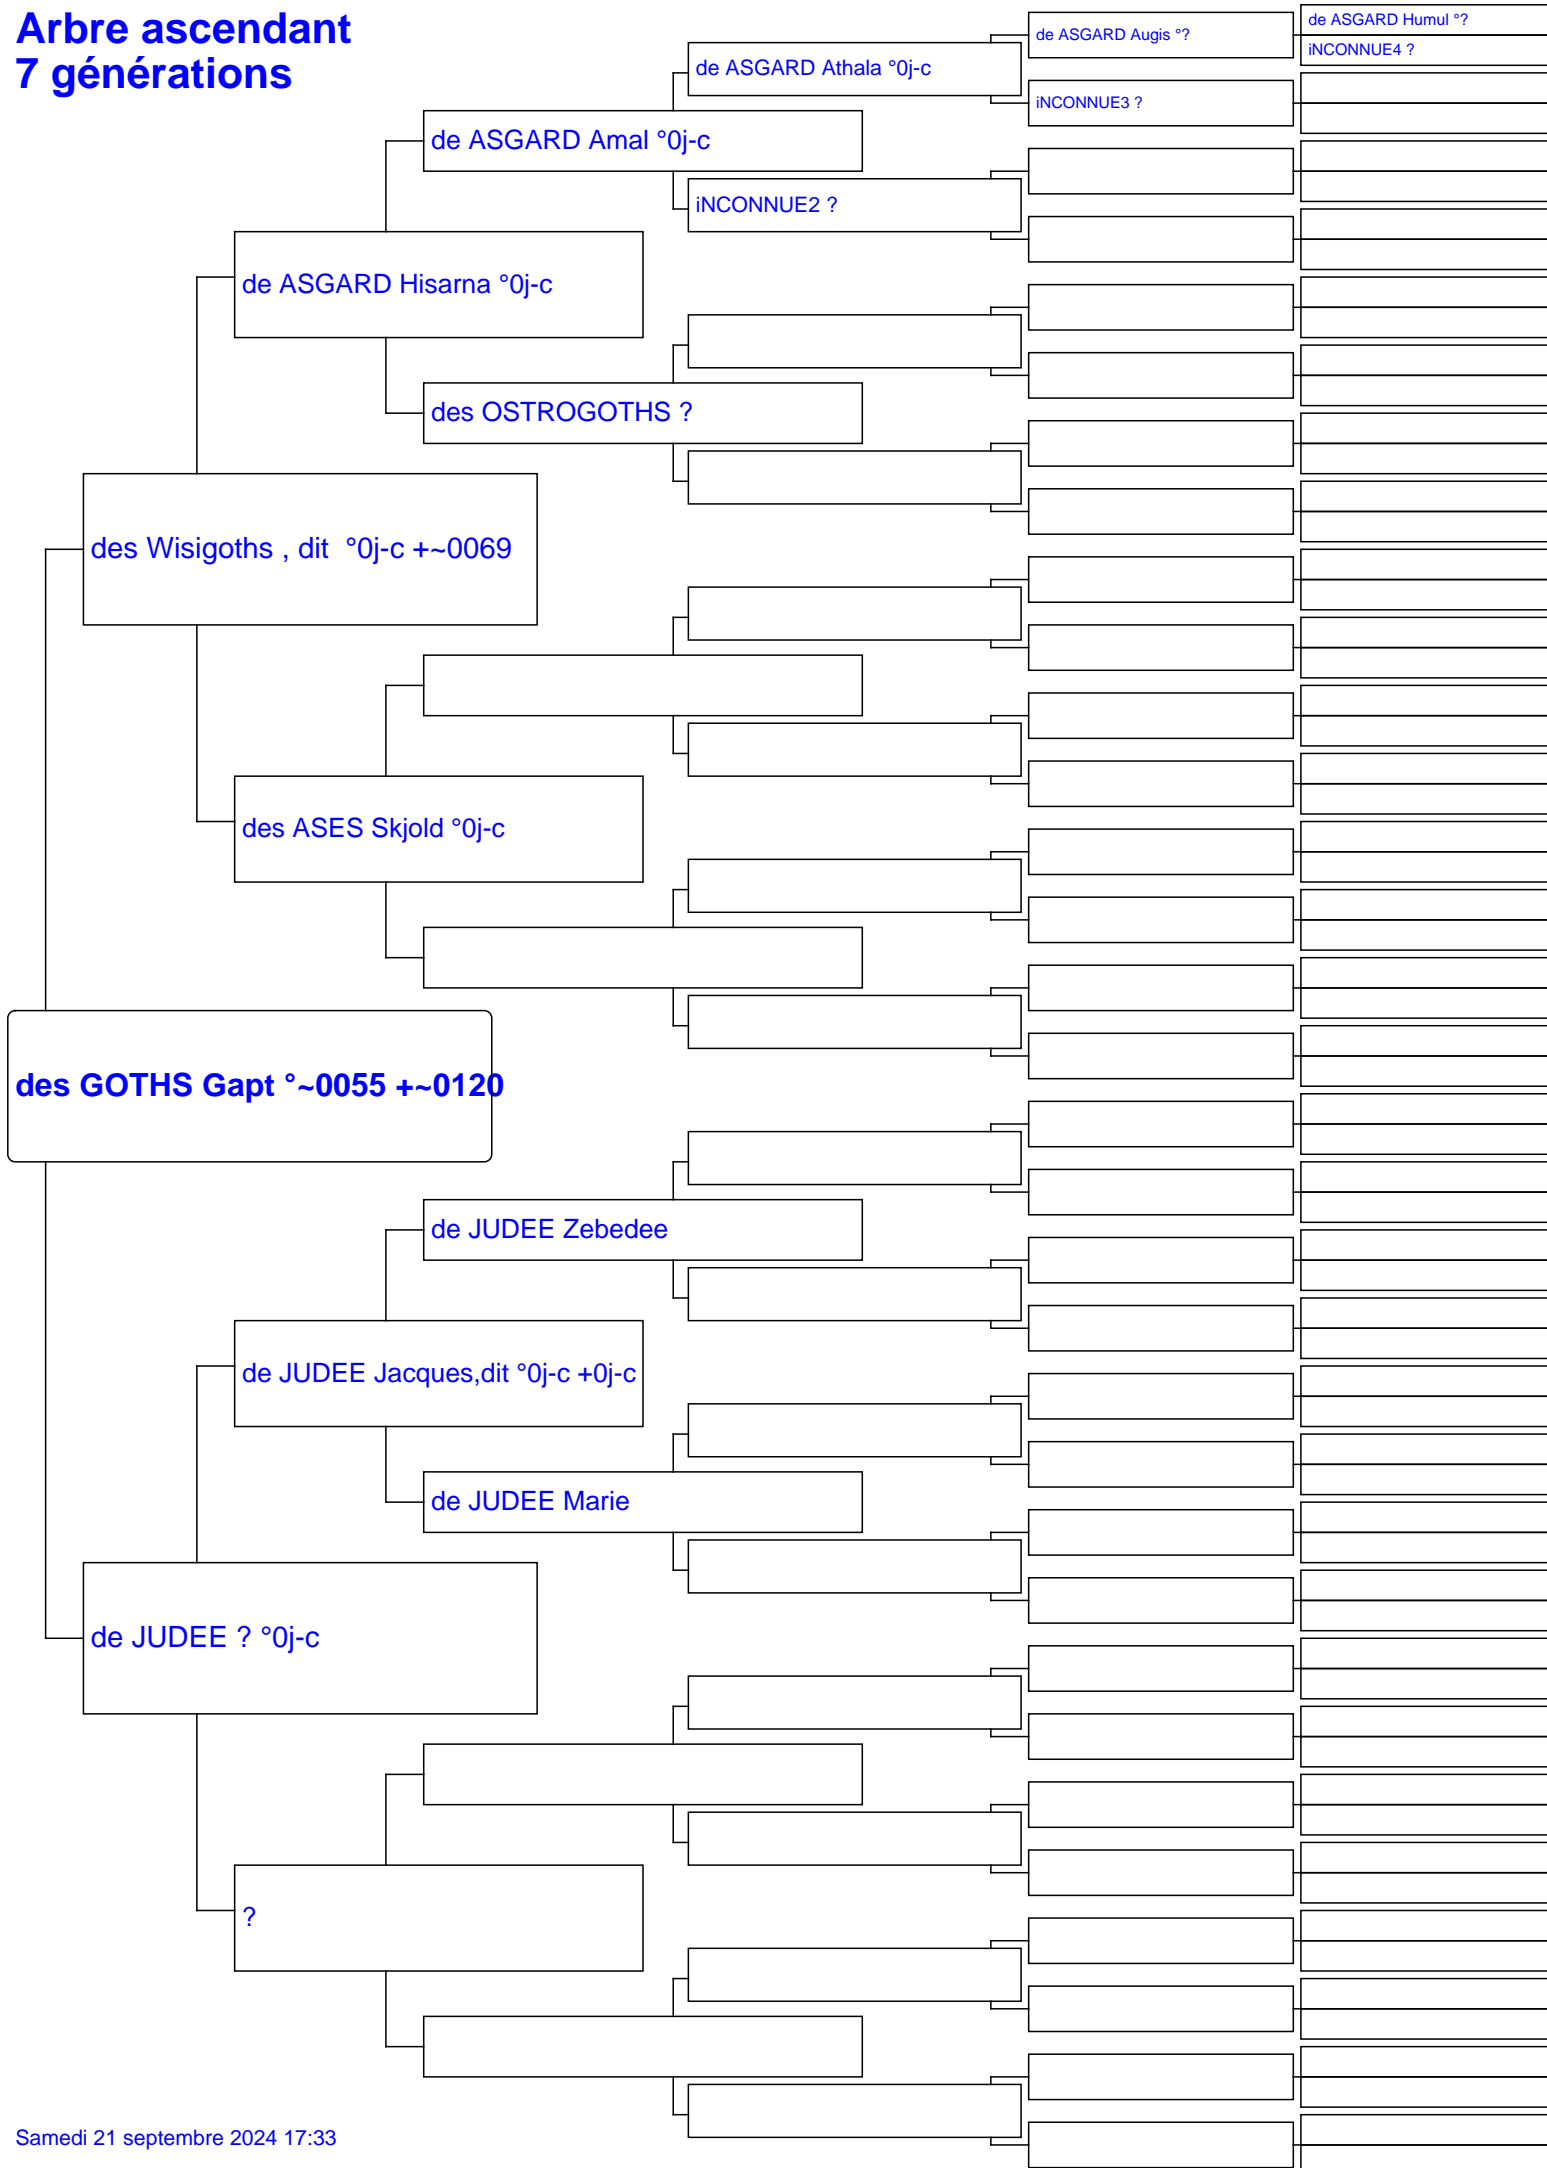 Arbre ascendant
7 générations
de ASGARD Humul °?
iNCONNUE4 ?
de ASGARD Augis °?
de ASGARD Athala °0j-c
iNCONNUE3 ?
de ASGARD Amal °0j-c
iNCONNUE2 ?
de ASGARD Hisarna °0j-c
des OSTROGOTHS ?
des Wisigoths , dit  °0j-c +~0069
des ASES Skjold °0j-c
des GOTHS Gapt °~0055 +~0120
de JUDEE Zebedee
de JUDEE Jacques,dit °0j-c +0j-c
de JUDEE Marie
de JUDEE ? °0j-c
?
Samedi 21 septembre 2024 17:33